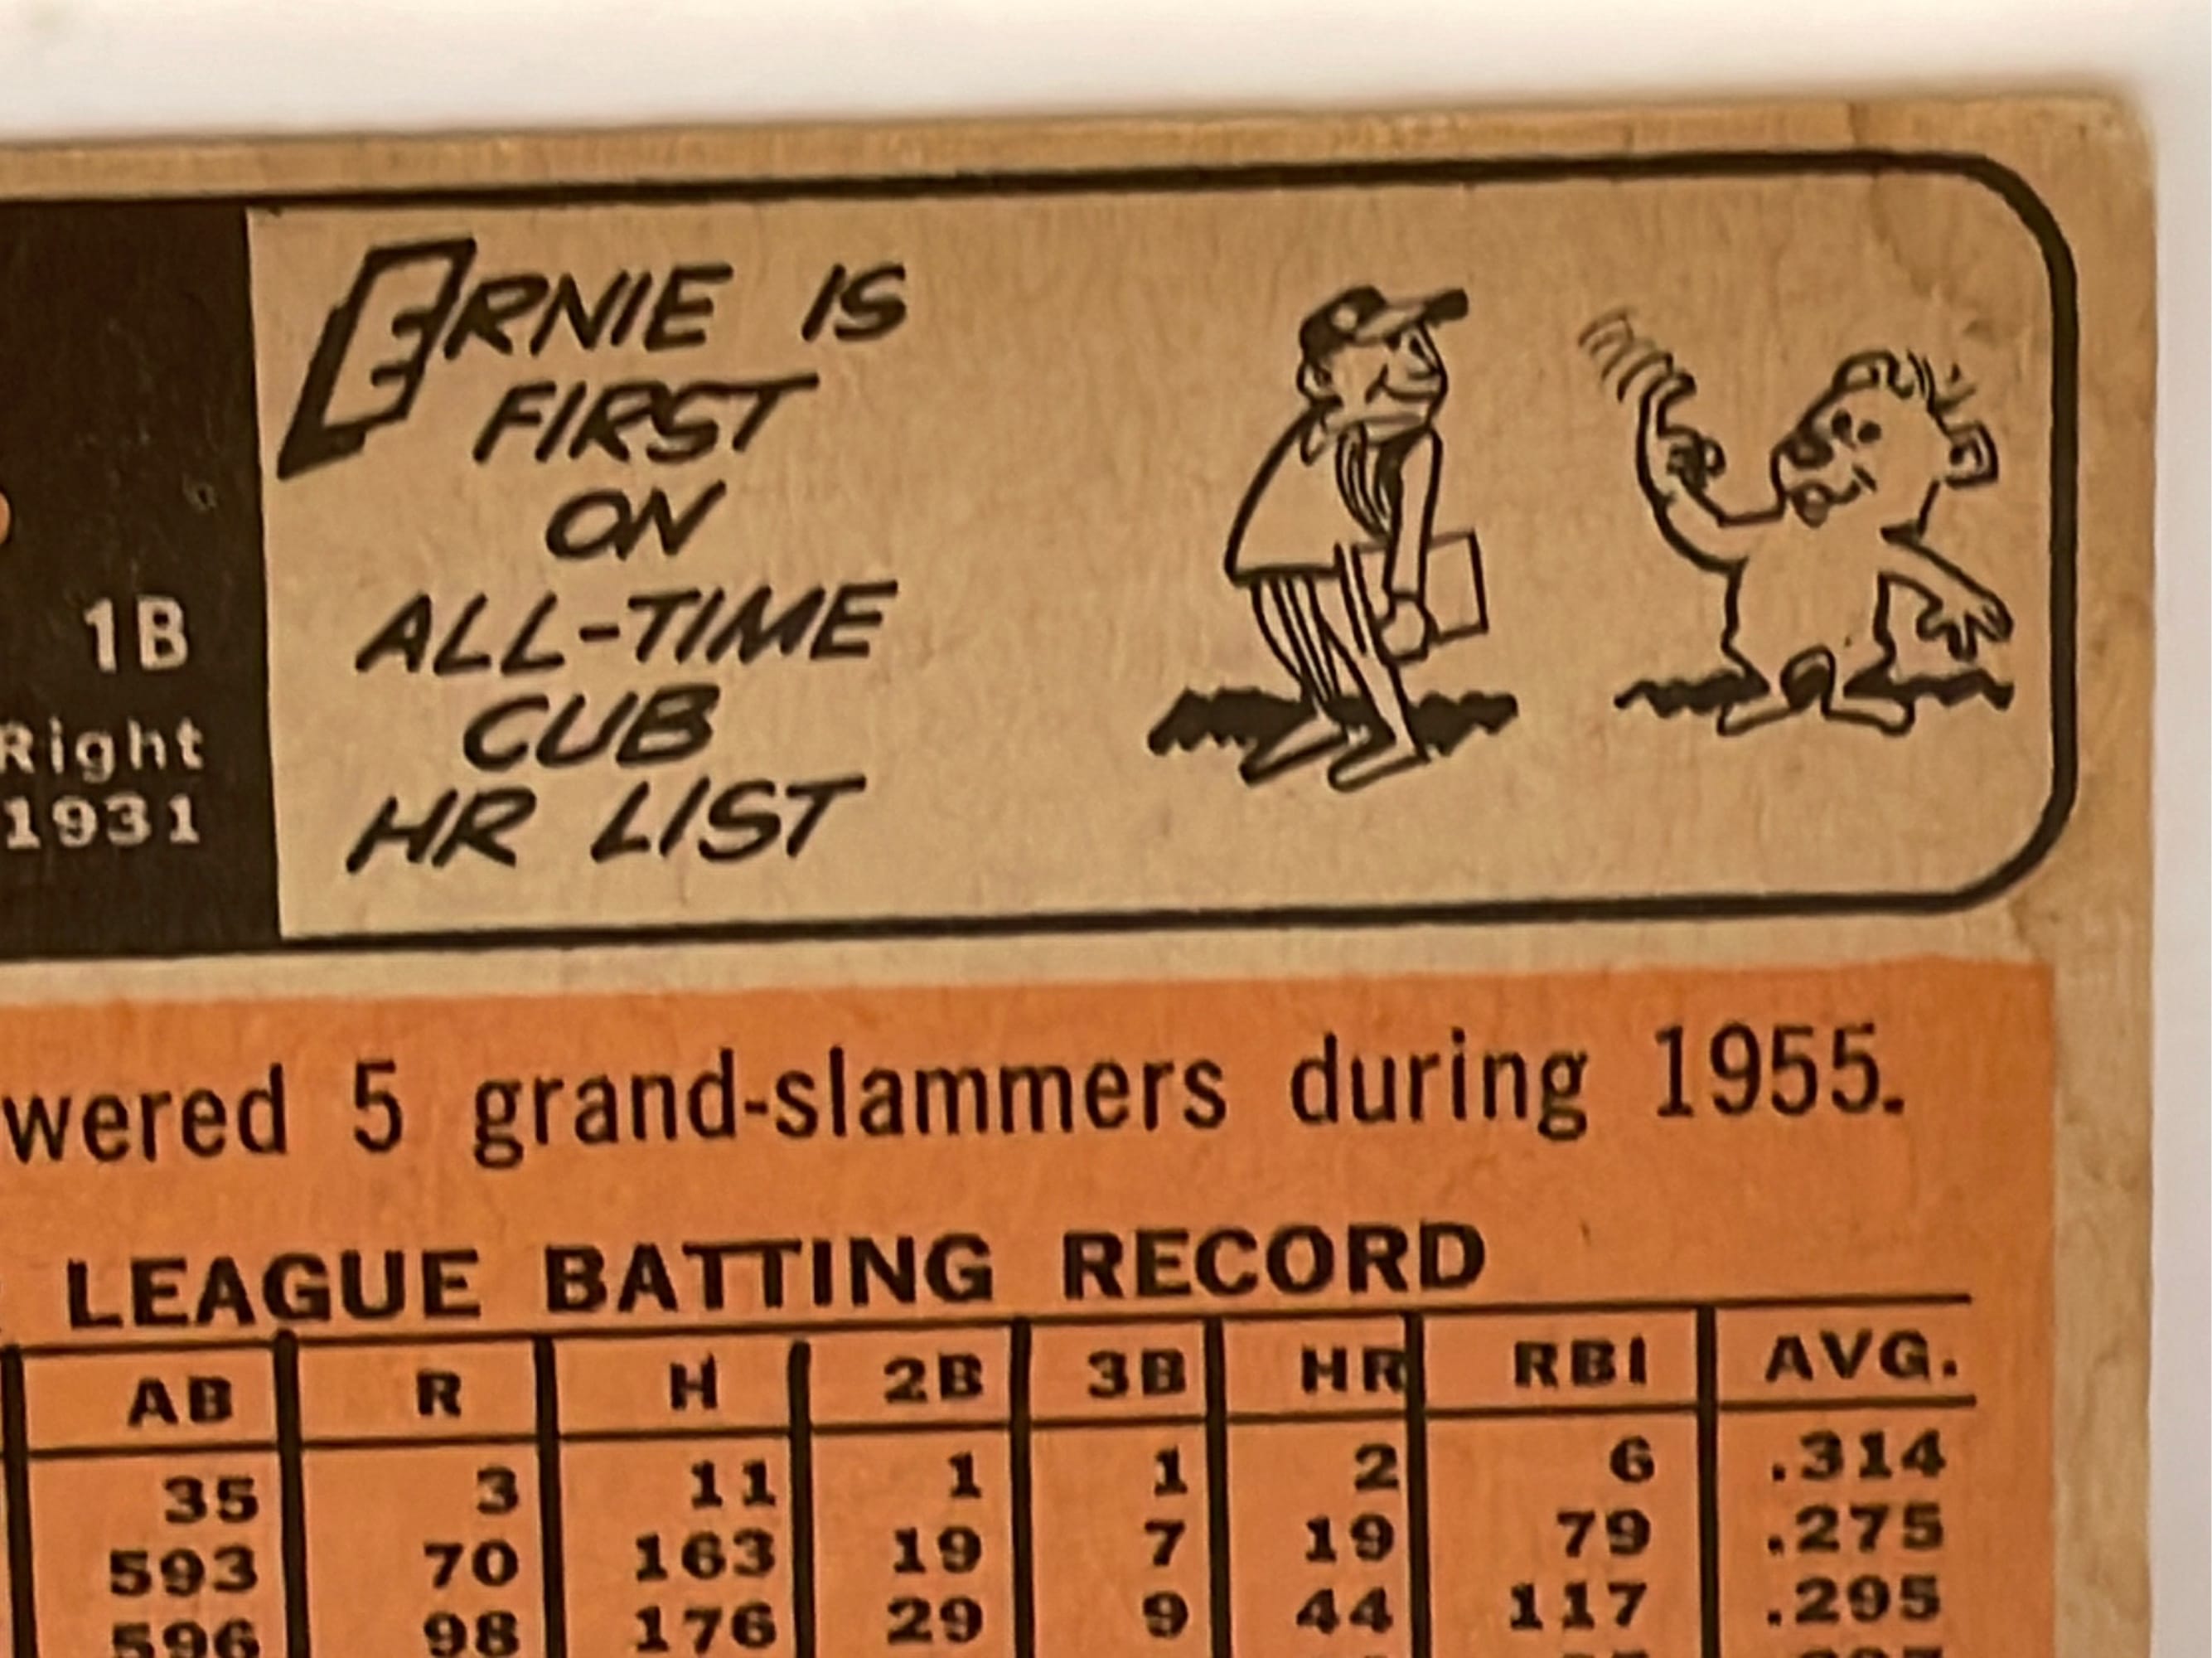 ERNIE IS
FIRST
ON
ALL-TIME
CUB
HR LIST
1B
Right
1931
wered 5 grand-slammers during 1955.
LEAGUE BATTING RECORD
AB R H 2B 3B HR RBI AVG.
35 3 11 1 1 2 6 .314
593 70 163 19 7 19 79 .275
596 98 176 29 9 44 117 .295